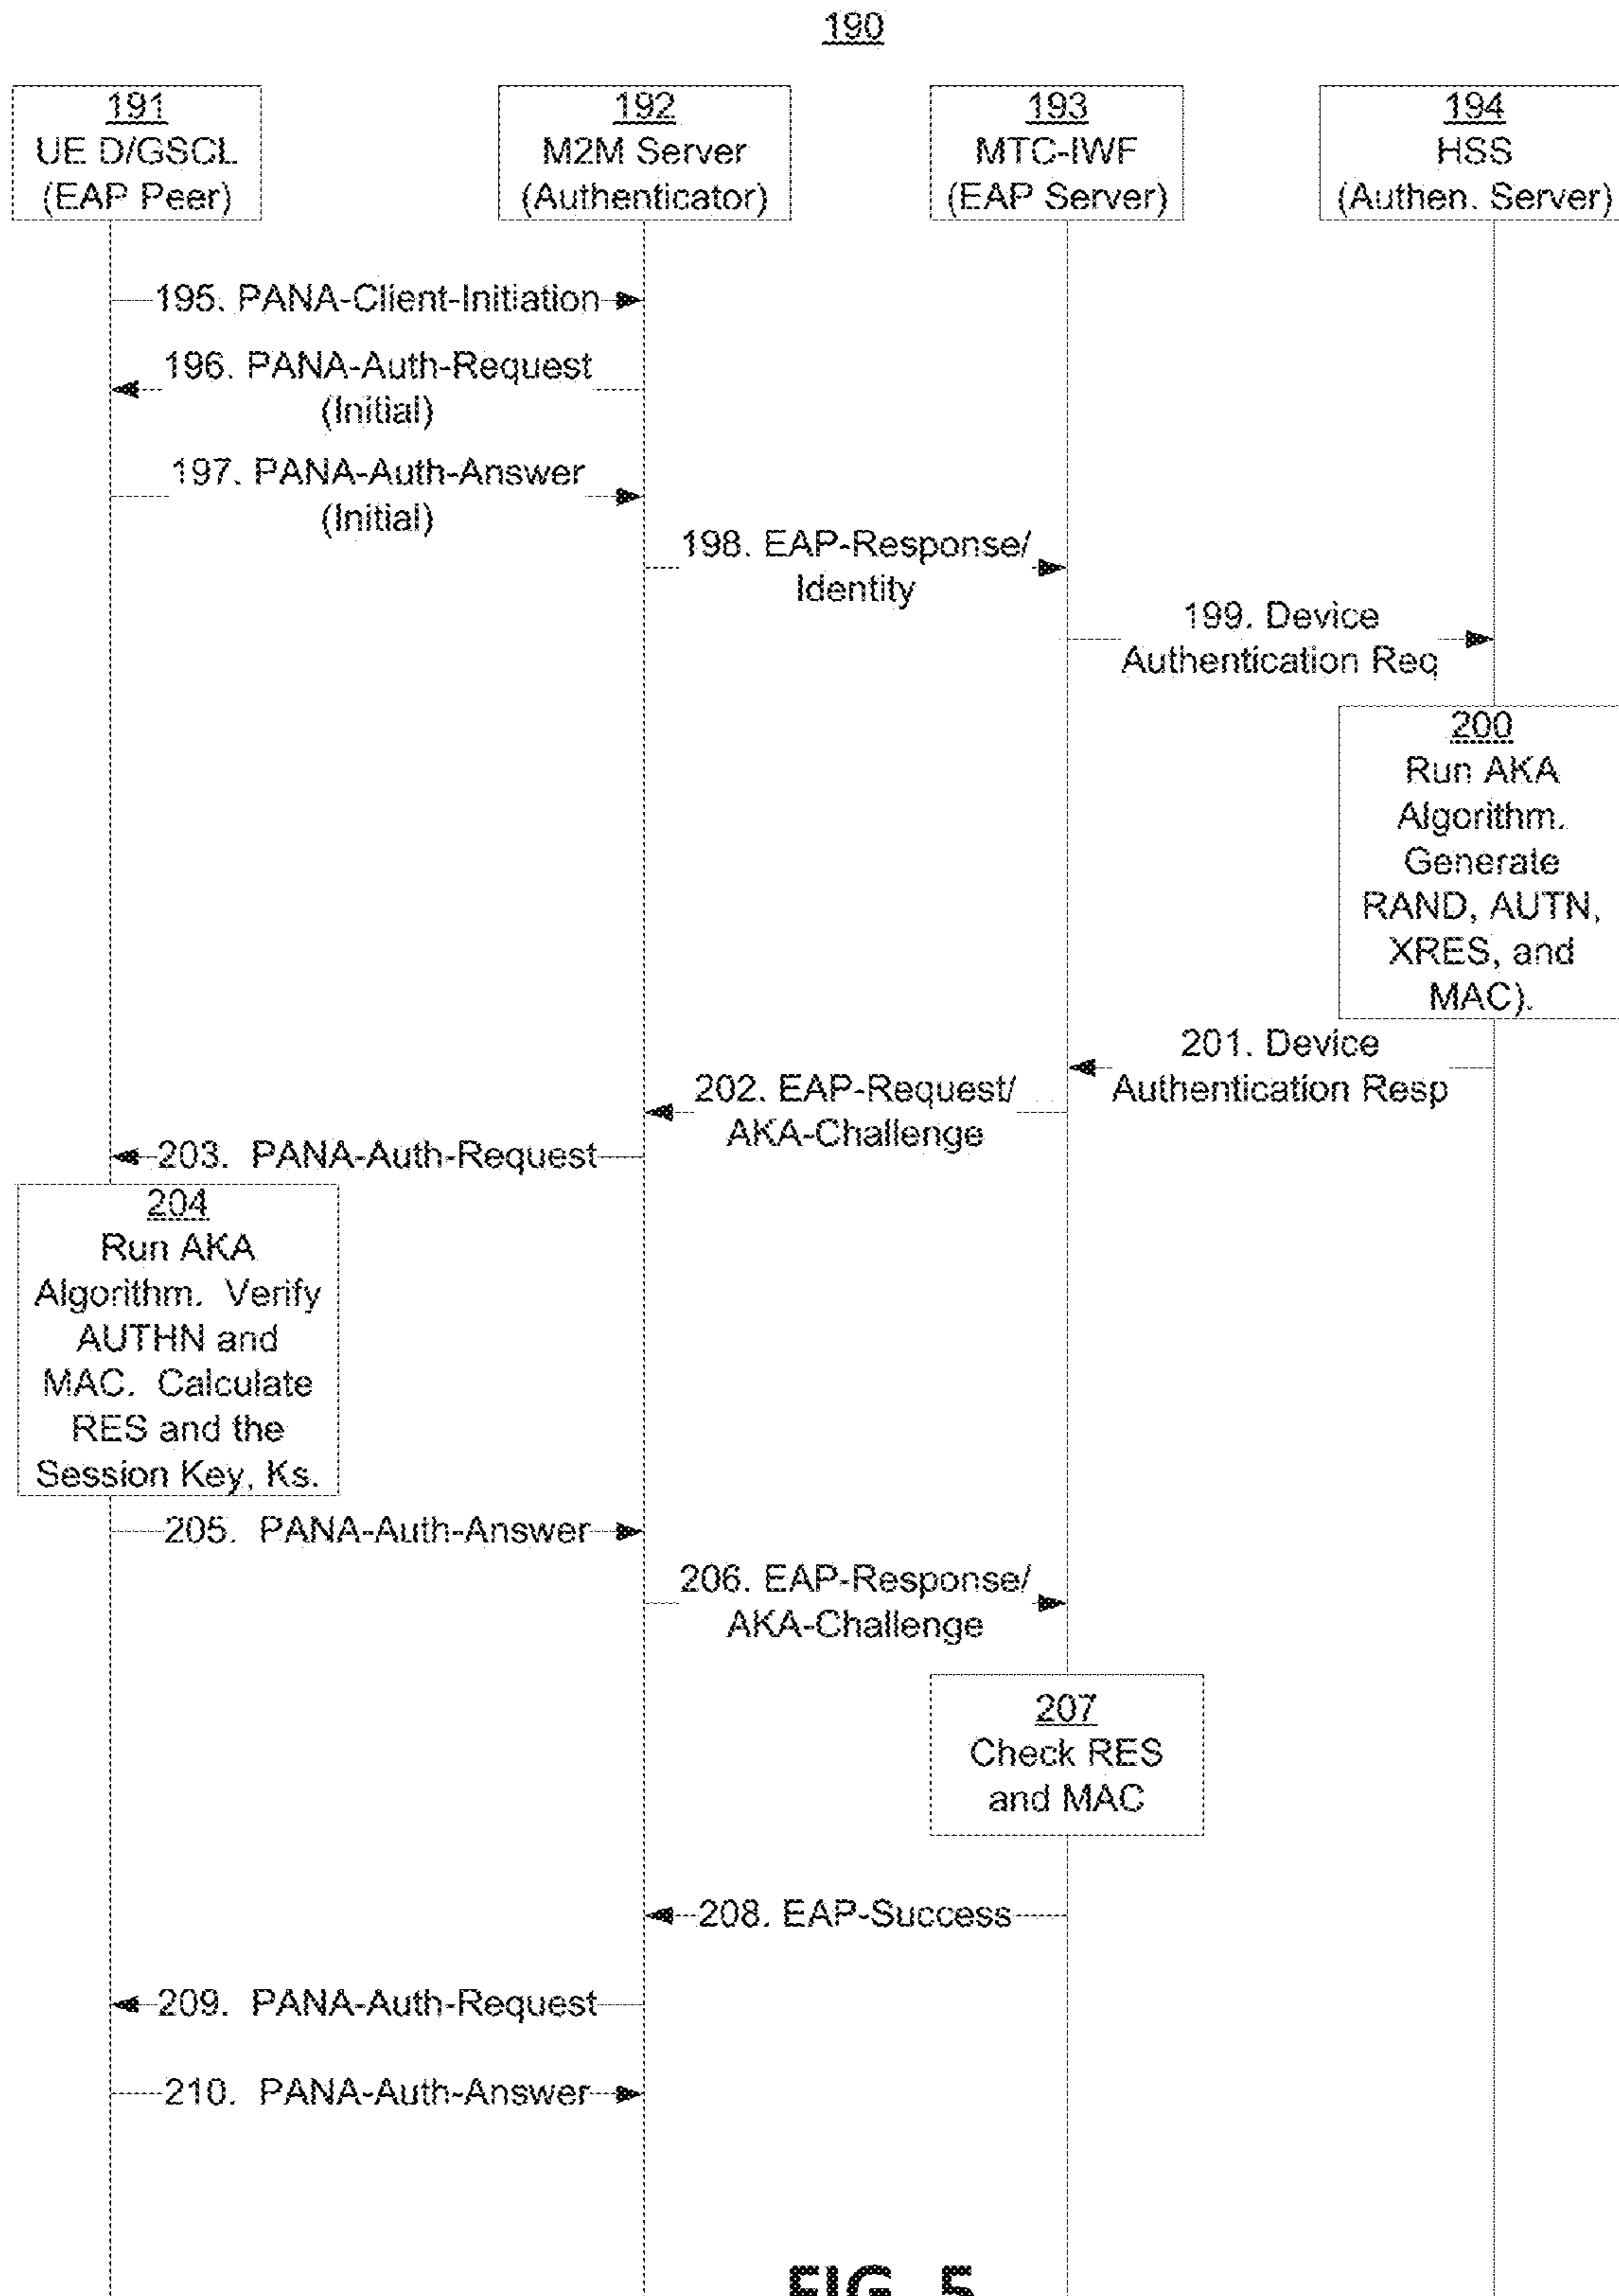 190
191
UE D/GSCL
(EAP Peer)
192
M2M Server
(Authenticator)
193
MTC-IWF
(EAP Server)
194
HSS
(Authen. Server)
195. PANA-Client-Initiation
196. PANA-Auth-Request
(Initial)
197. PANA-Auth-Answer
(Initial)
198. EAP-Response/
Identity
199. Device
Authentication Req
200
Run AKA
Algorithm.
Generate
RAND, AUTN,
XRES, and
MAC).
201. Device
Authentication Resp
202. EAP-Request/
AKA-Challenge
203. PANA-Auth-Request
204
Run AKA
Algorithm. Verify
AUTHN and
MAC. Calculate
RES and the
Session Key, Ks.
205. PANA-Auth-Answer
206. EAP-Response/
AKA-Challenge
207
Check RES
and MAC
208. EAP-Success
209. PANA-Auth-Request
210. PANA-Auth-Answer
FIG. 5